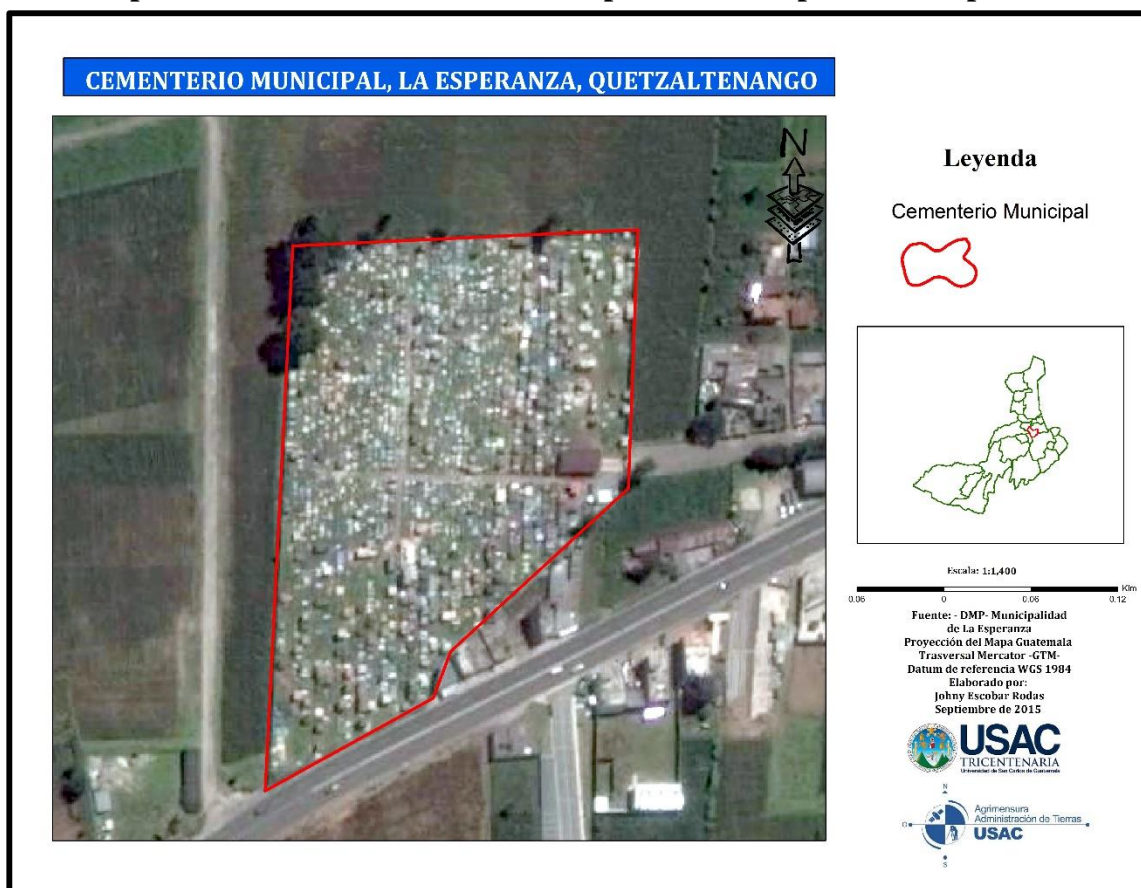 CEMENTERIO MUNICIPAL, LA ESPERANZA, QUETZALTENANGO
N
Leyenda
Cementerio Municipal
Escala: 1:1,400
Klm
0.06 0 0.06 0.12
Fuente: - DMP- Municipalidad
de La Esperanza
Proyección del Mapa Guatemala
Trasversal Mercator -GTM-
Datum de referencia WGS 1984
Elaborado por:
Johny Escobar Rodas
Septiembre de 2015
USAC
TRICENTENARIA
Universidad de San Carlos de Guatemala
N
O
Agrimensura
Administración de Tierras
USAC
S